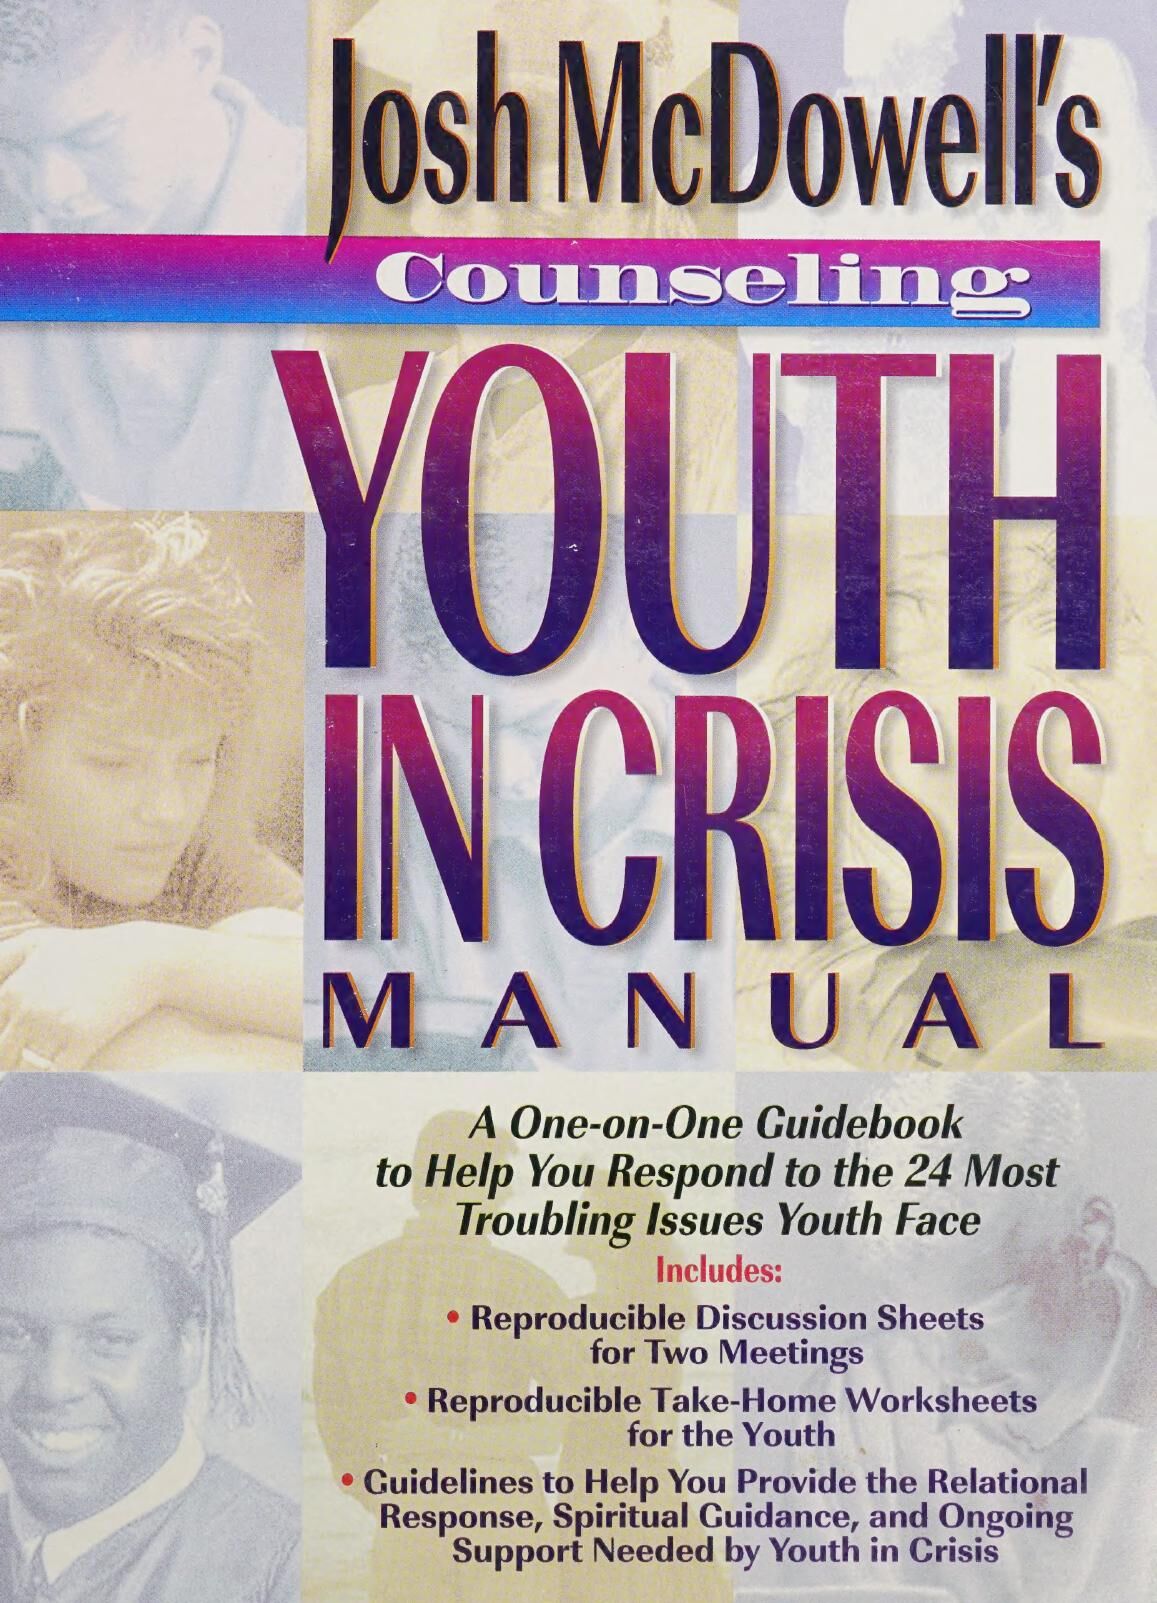 Josh McDowell's
Counseling
YOUTH
IN CRISIS
MANUAL
A One-on-One Guidebook
to Help You Respond to the 24 Most
Troubling Issues Youth Face
Includes:
• Reproducible Discussion Sheets
for Two Meetings
• Reproducible Take-Home Worksheets
for the Youth
• Guidelines to Help You Provide the Relational
Response, Spiritual Guidance, and Ongoing
Support Needed by Youth in Crisis